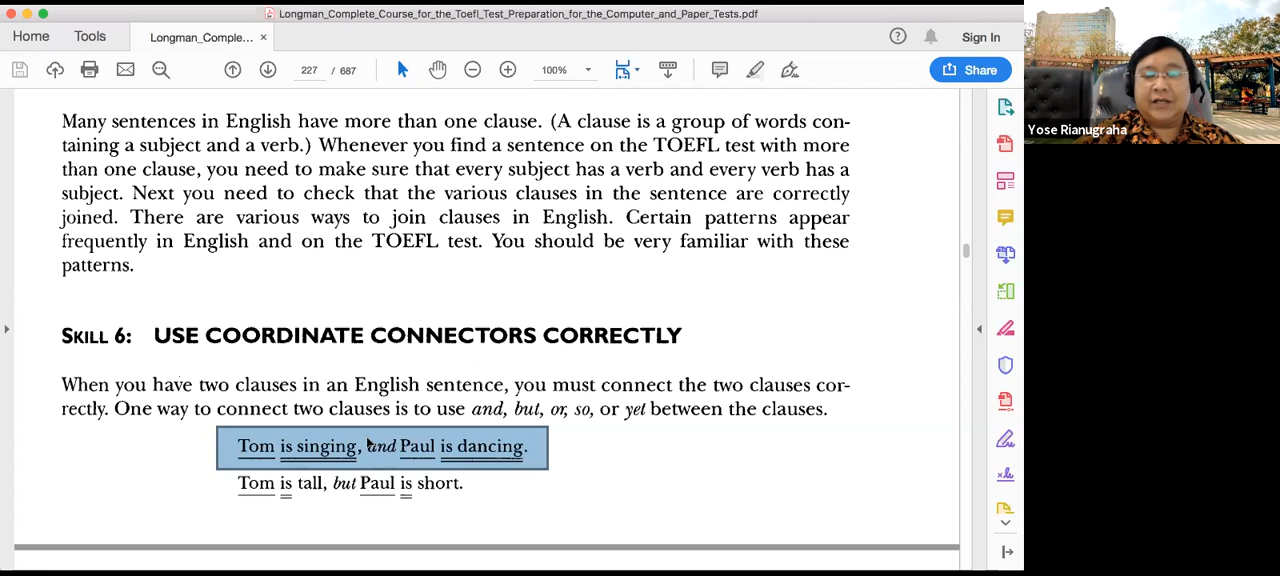 Longman_Complete_Course_for_the_Toefl_Test_Preparation_for_the_Computer_and_Paper_Tests.pdf
Home Tools Longman_Comple... × Sign In
227 / 687 100% Share
Many sentences in English have more than one clause. (A clause is a group of words con-
taining a subject and a verb.) Whenever you find a sentence on the TOEFL test with more
than one clause, you need to make sure that every subject has a verb and every verb has a
subject. Next you need to check that the various clauses in the sentence are correctly
joined. There are various ways to join clauses in English. Certain patterns appear
frequently in English and on the TOEFL test. You should be very familiar with these
patterns.
SKILL 6: USE COORDINATE CONNECTORS CORRECTLY
When you have two clauses in an English sentence, you must connect the two clauses cor-
rectly. One way to connect two clauses is to use and, but, or, so, or yet between the clauses.
Tom is singing, and Paul is dancing.
Tom is tall, but Paul is short.
Yose Rianugraha